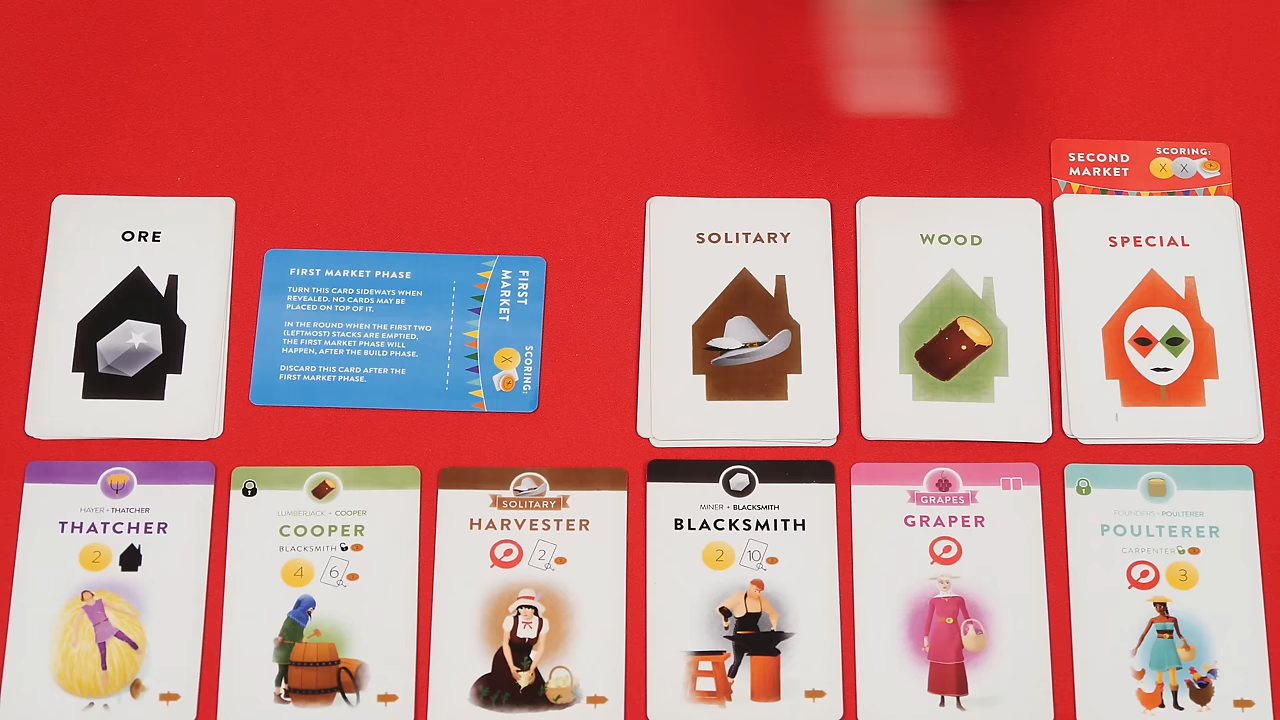 SECOND
MARKET
SCORING:
X X
ORE
FIRST MARKET PHASE
TURN THIS CARD SIDEWAYS WHEN
REVEALED. NO CARDS MAY BE
PLACED ON TOP OF IT.
IN THE ROUND WHEN THE FIRST TWO
(LEFTMOST) STACKS ARE EMPTIED,
THE FIRST MARKET PHASE WILL
HAPPEN, AFTER THE BUILD PHASE.
DISCARD THIS CARD AFTER THE
FIRST MARKET PHASE.
FIRST
MARKET
SCORING:
X
SOLITARY
WOOD
SPECIAL
HAYER + THATCHER
THATCHER
2
LUMBERJACK + COOPER
COOPER
BLACKSMITH
4 6
SOLITARY
HARVESTER
2
MINER + BLACKSMITH
BLACKSMITH
2 10
GRAPES
GRAPER
FOUNDERS + POULTERER
POULTERER
CARPENTER
3